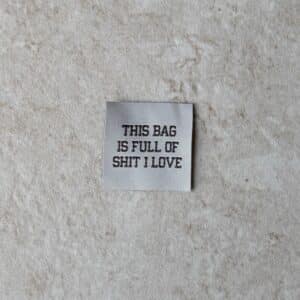 THIS BAG
IS FULL OF
SHIT I LOVE